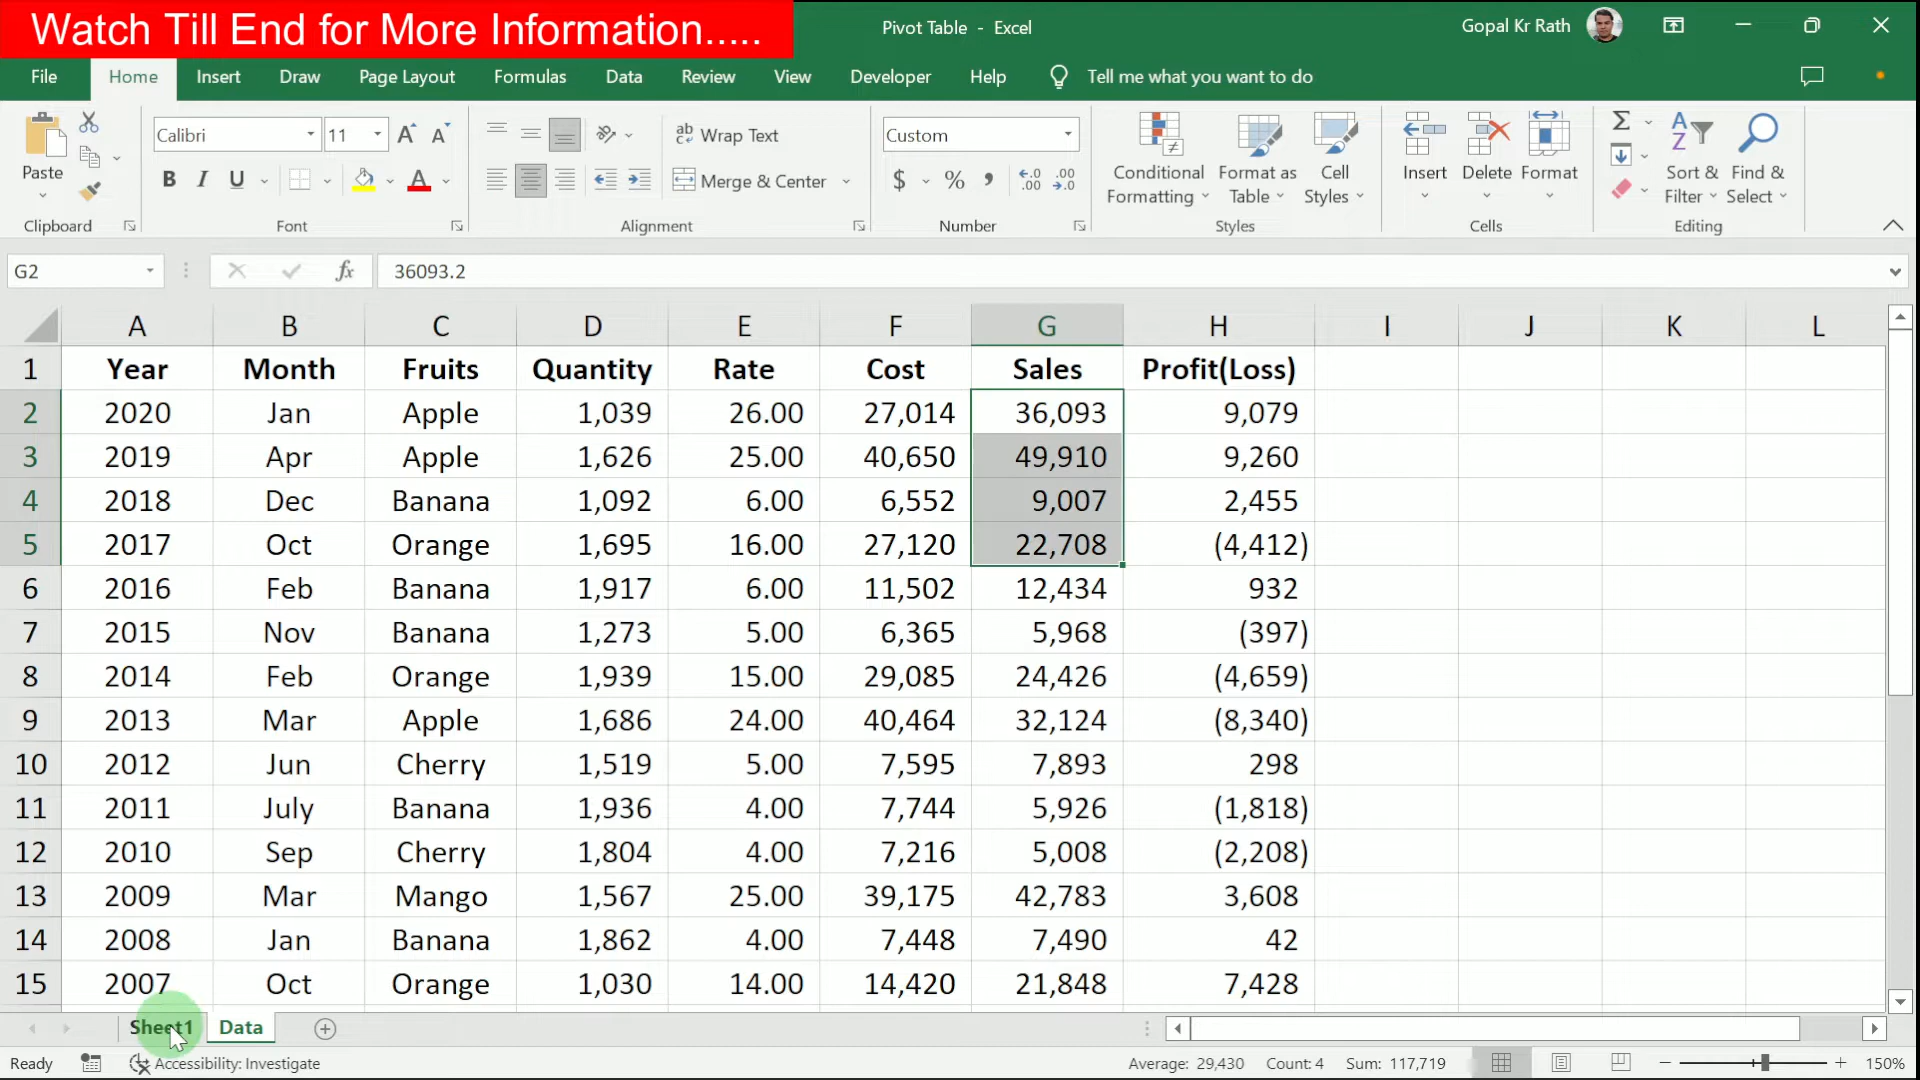 Watch Till End for More Information.....
Pivot Table - Excel
Gopal Kr Rath
File Home Insert Draw Page Layout Formulas Data Review View Developer Help Tell me what you want to do
Calibri 11 ab Wrap Text Custom
Paste B I U A Merge & Center $ % Conditional Formatting Format as Table Cell Styles Insert Delete Format Sort & Filter Find & Select
Clipboard Font Alignment Number Styles Cells Editing
G2 fx 36093.2
A B C D E F G H I J K L
1 Year Month Fruits Quantity Rate Cost Sales Profit(Loss)
2 2020 Jan Apple 1,039 26.00 27,014 36,093 9,079
3 2019 Apr Apple 1,626 25.00 40,650 49,910 9,260
4 2018 Dec Banana 1,092 6.00 6,552 9,007 2,455
5 2017 Oct Orange 1,695 16.00 27,120 22,708 (4,412)
6 2016 Feb Banana 1,917 6.00 11,502 12,434 932
7 2015 Nov Banana 1,273 5.00 6,365 5,968 (397)
8 2014 Feb Orange 1,939 15.00 29,085 24,426 (4,659)
9 2013 Mar Apple 1,686 24.00 40,464 32,124 (8,340)
10 2012 Jun Cherry 1,519 5.00 7,595 7,893 298
11 2011 July Banana 1,936 4.00 7,744 5,926 (1,818)
12 2010 Sep Cherry 1,804 4.00 7,216 5,008 (2,208)
13 2009 Mar Mango 1,567 25.00 39,175 42,783 3,608
14 2008 Jan Banana 1,862 4.00 7,448 7,490 42
15 2007 Oct Orange 1,030 14.00 14,420 21,848 7,428
Sheet1 Data
Ready Accessibility: Investigate Average: 29,430 Count: 4 Sum: 117,719 150%